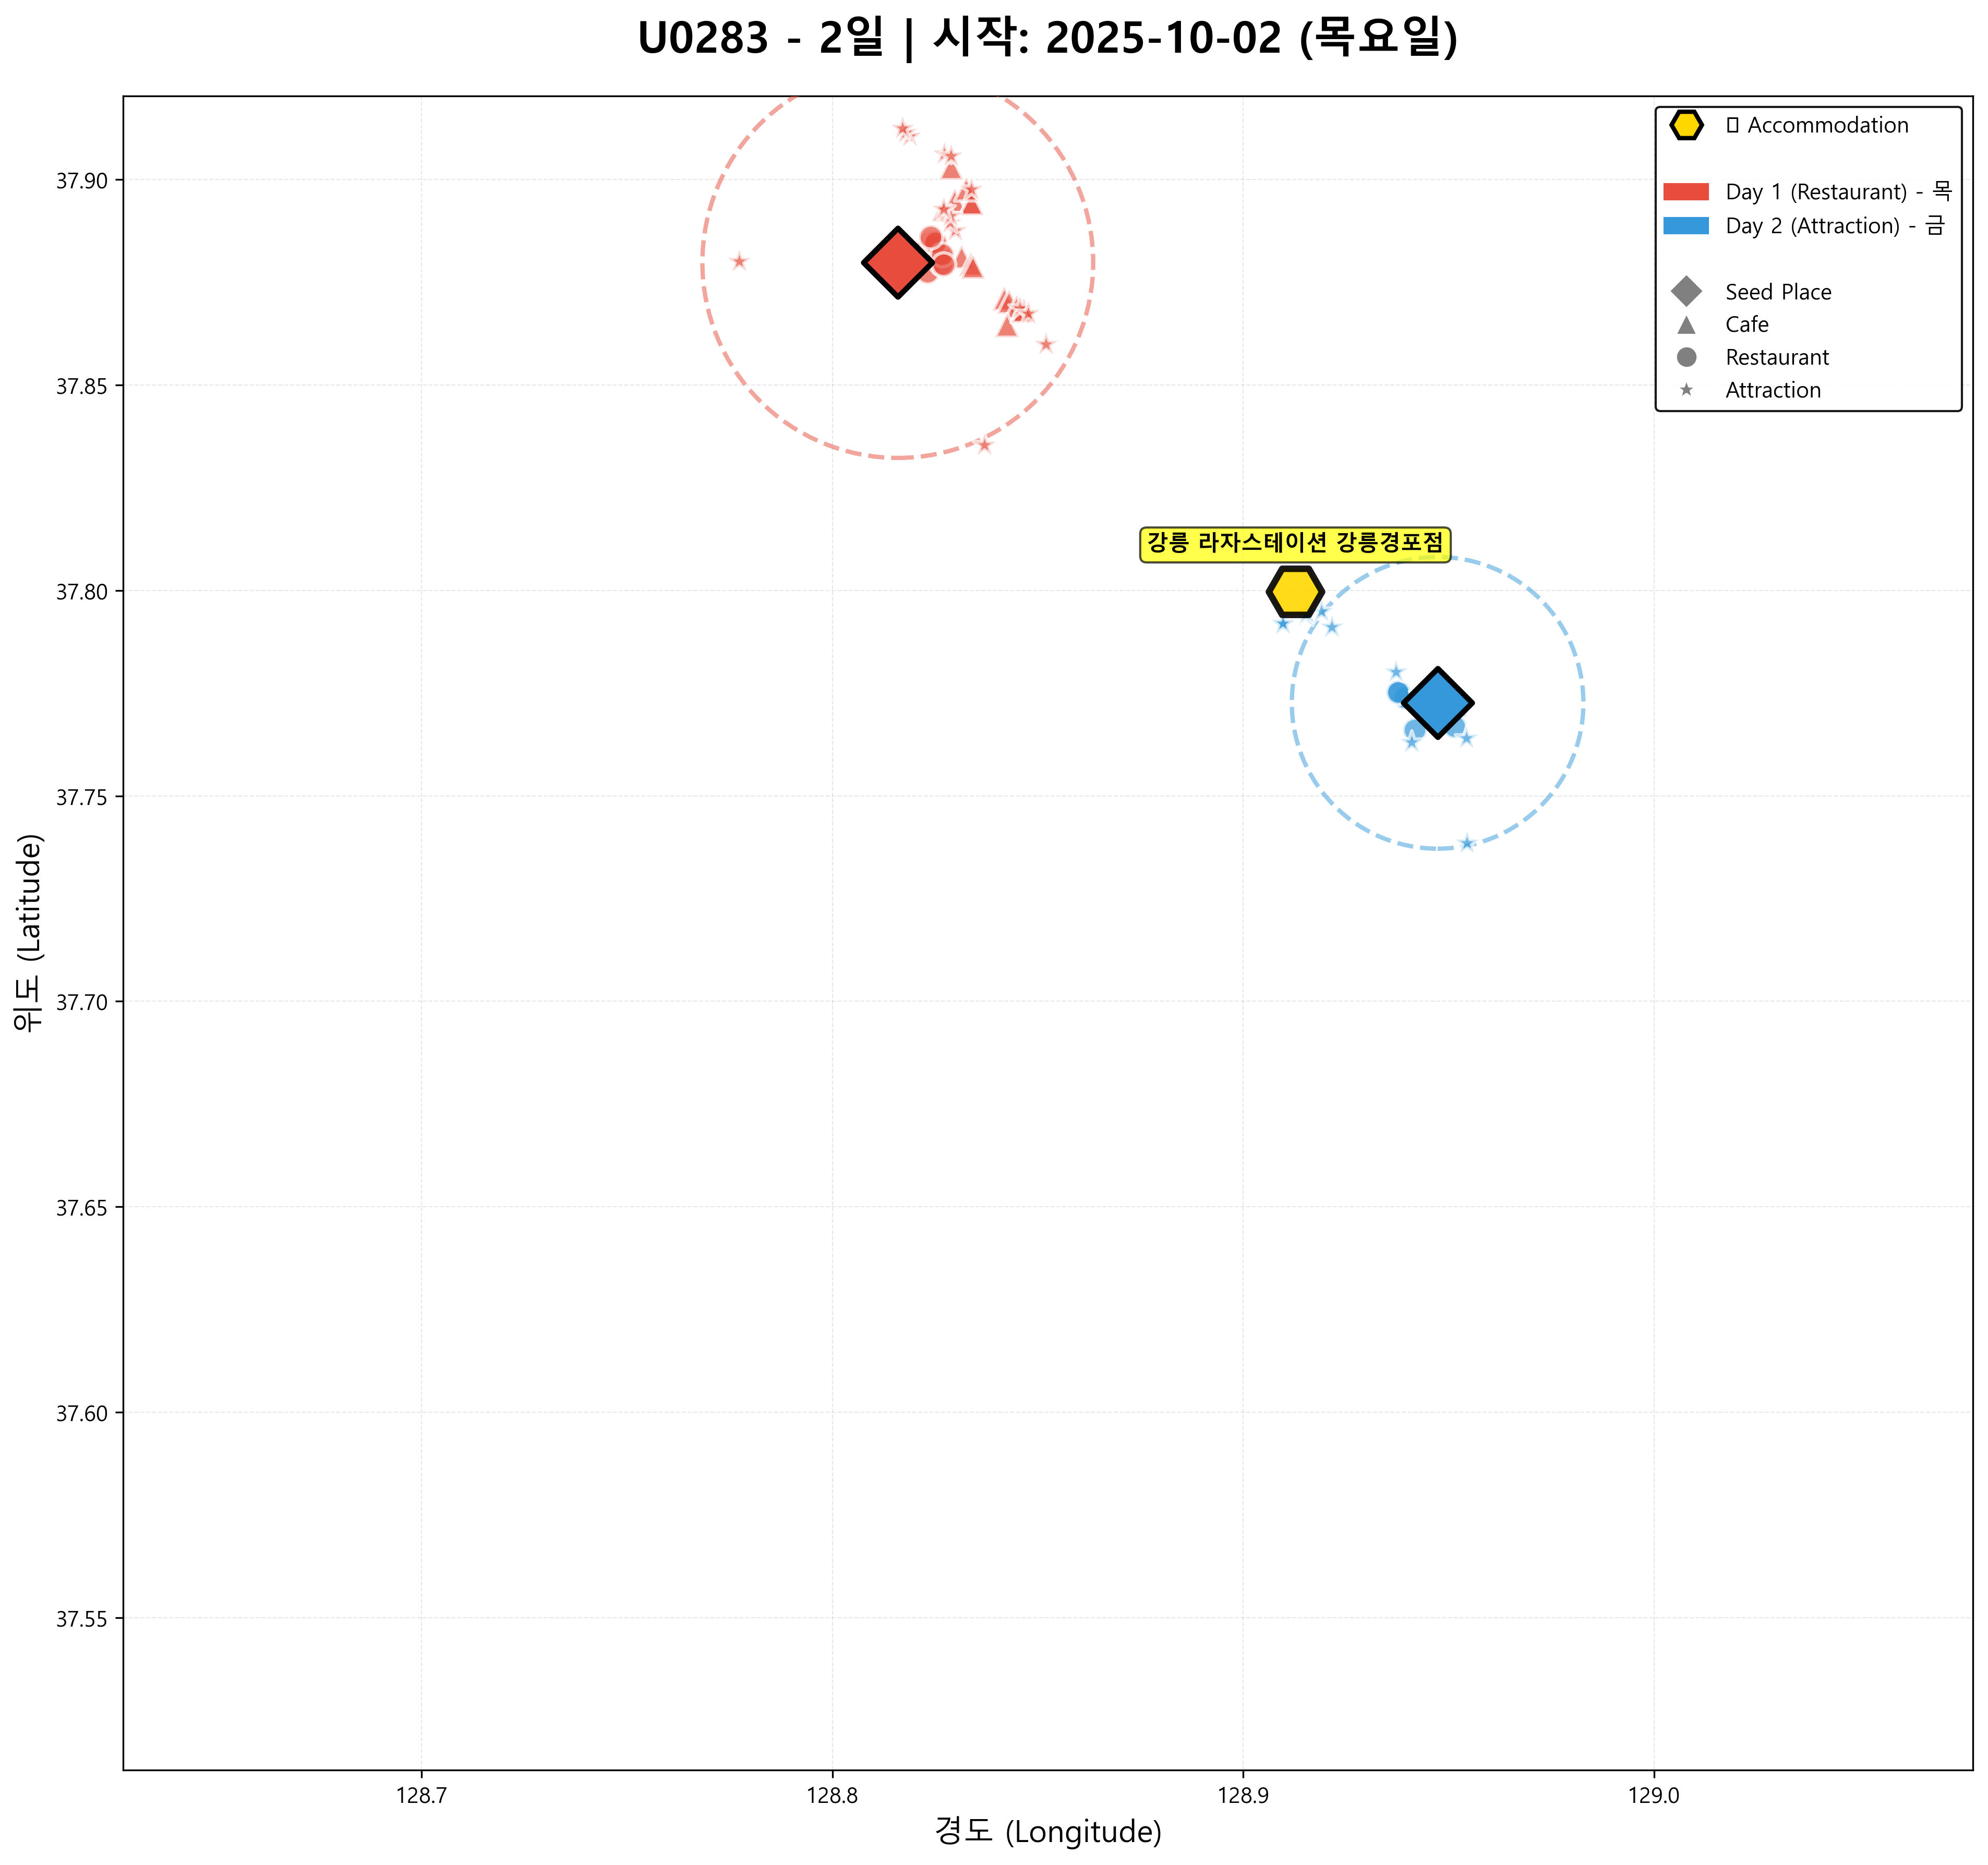 U0283 - 2일 | 시작: 2025-10-02 (목요일)
Accommodation
Day 1 (Restaurant) - 목
Day 2 (Attraction) - 금
Seed Place
Cafe
Restaurant
Attraction
강릉 라자스테이션 강릉경포점
위도 (Latitude)
37.90
37.85
37.80
37.75
37.70
37.65
37.60
37.55
128.7
128.8
128.9
129.0
경도 (Longitude)